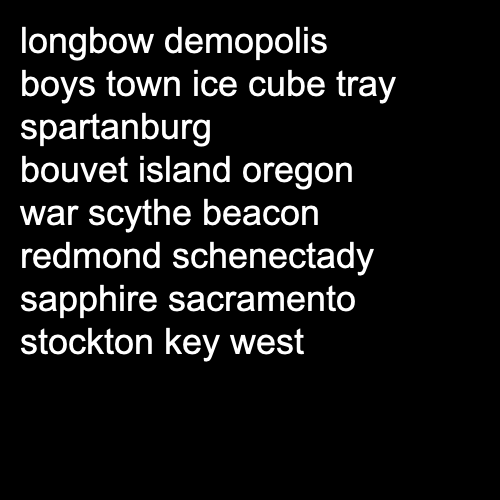 longbow demopolis
boys town ice cube tray
spartanburg
bouvet island oregon
war scythe beacon
redmond schenectady
sapphire sacramento
stockton key west